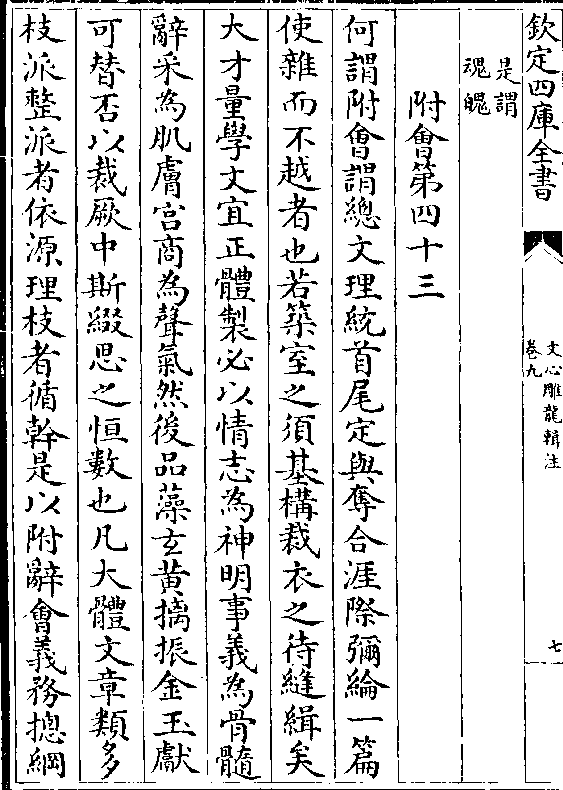 欽定四庫全書
文心雕龍輯注
卷九
七
是謂
魂魄
附會第四十三
何謂附會謂總文理統首尾定與奪合涯際彌綸一篇
使雜而不越者也若築室之須基構裁衣之待縫緝矣
大才量學文宜正體製必以情志為神明事義為骨髓
辭采為肌膚宫商為聲氣然後品藻玄黄摛振金玉獻
可替否以裁厥中斯綴思之恒數也凡大體文章類多
枝派整派者依源理枝者循幹是以附辭會義務摠綱